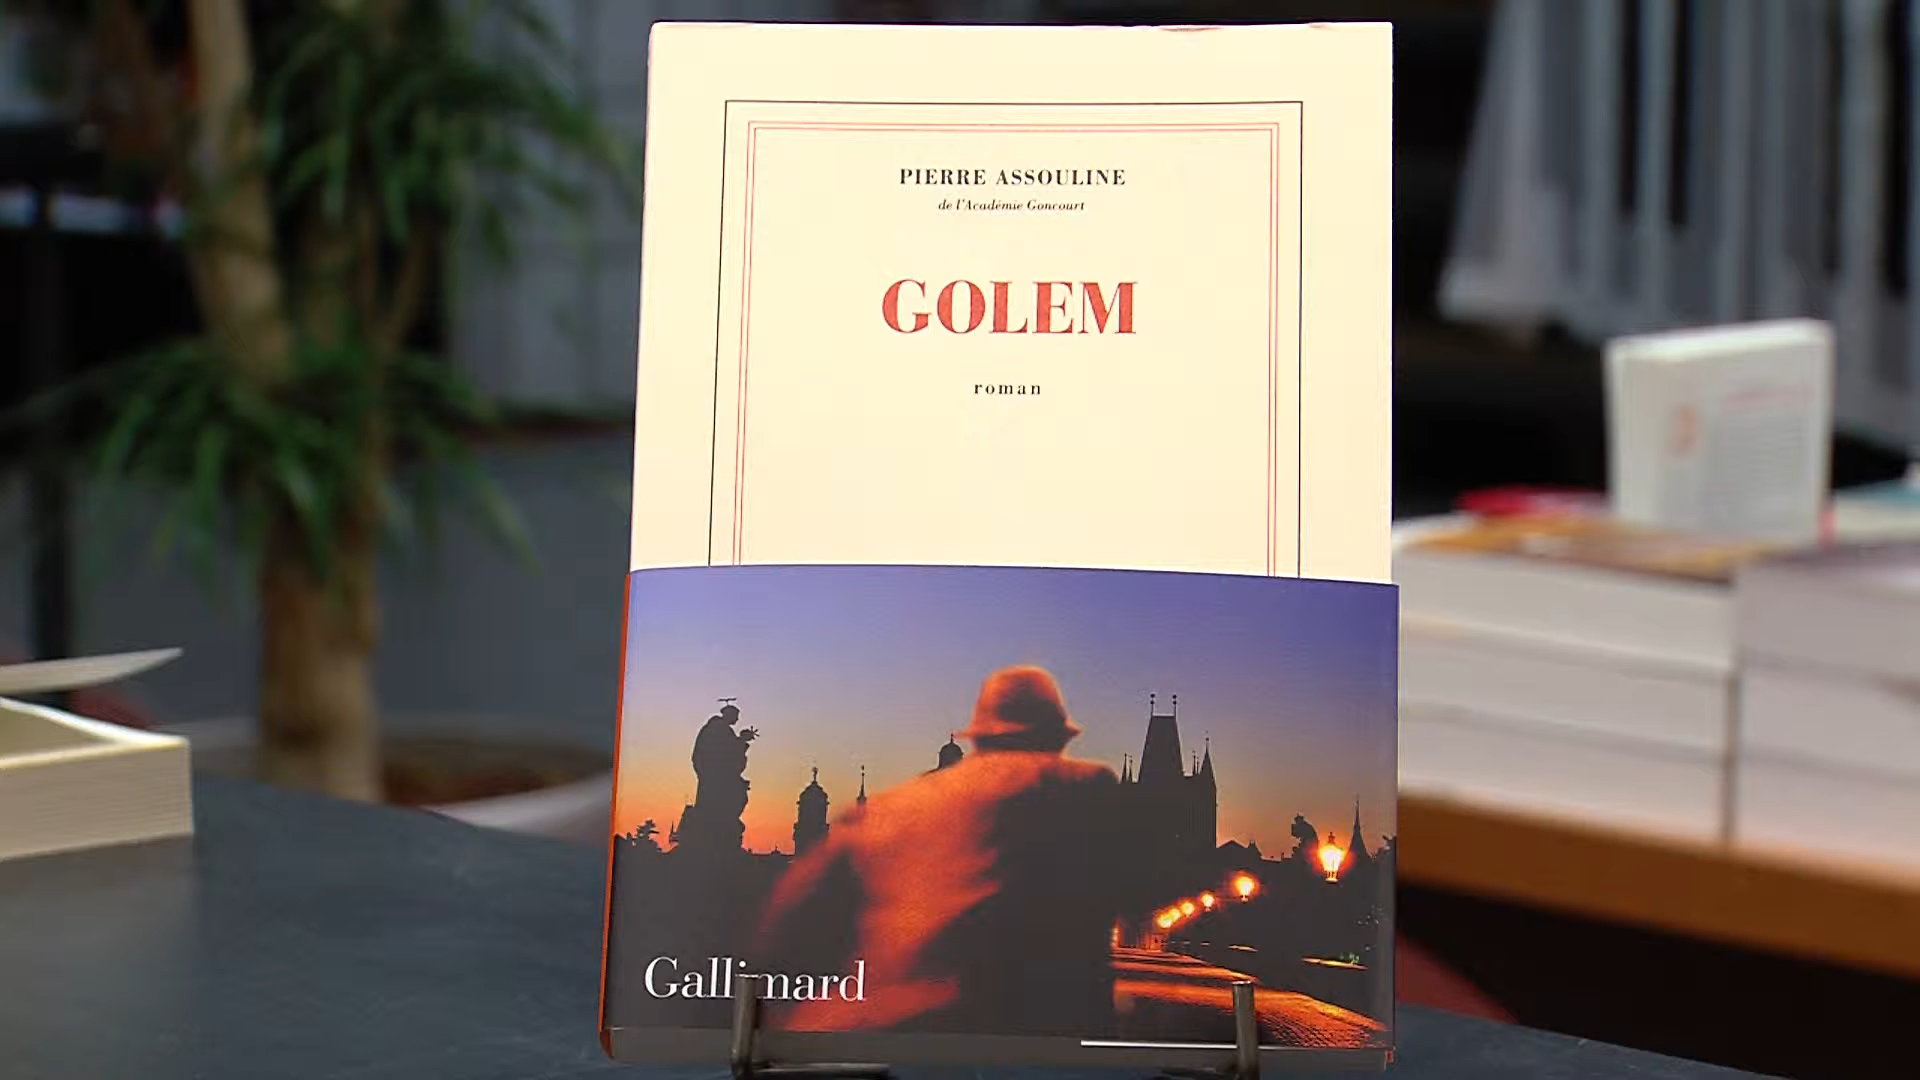 PIERRE ASSOULINE
de l'Académie Goncourt
GOLEM
roman
Gallimard